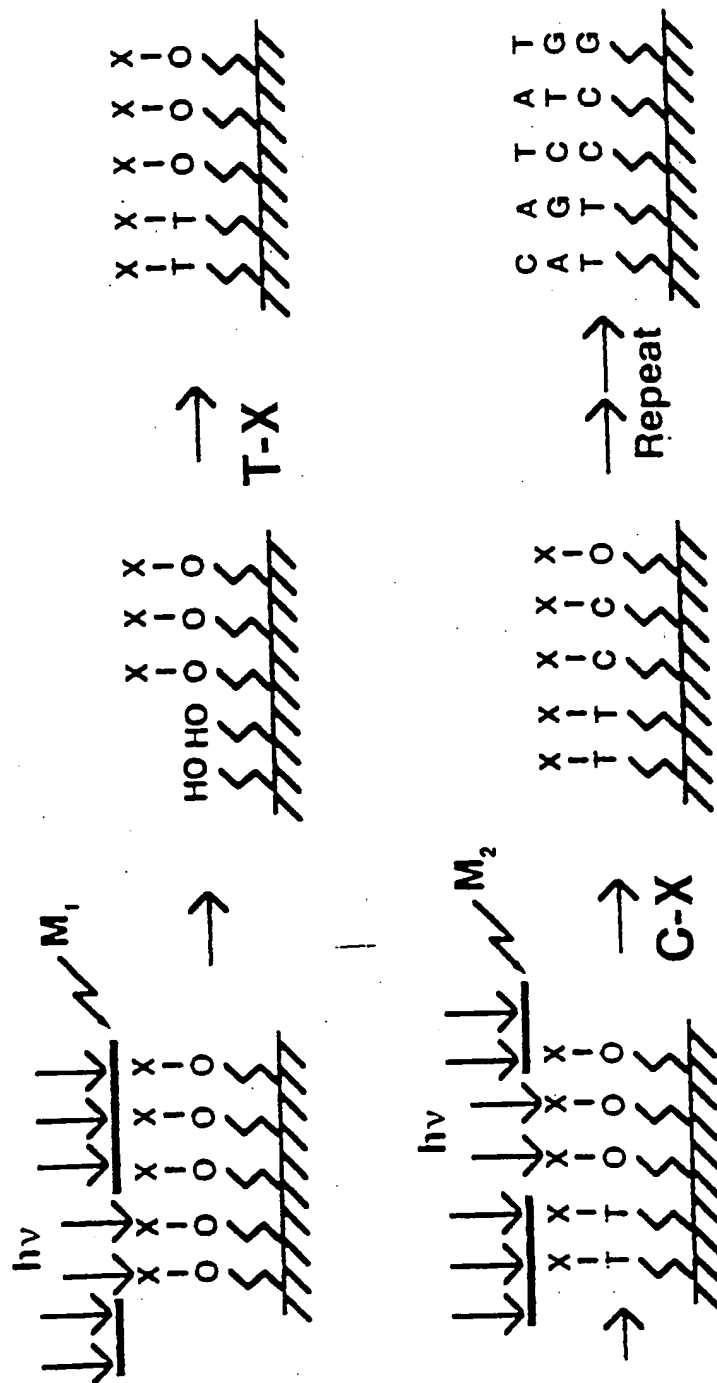 hν
M₁
X X X X X
O O O O O
X X X
HO HO O O O
T-X
X X X X X
T T O O O
hν
M₂
X X X X X
T T O O O
C-X
X X X X X
T T C C O
Repeat
C A T A T
A G C T G
T T C C G